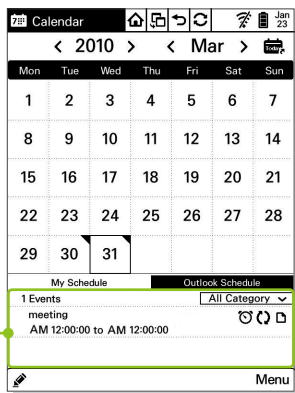 7 Calendar Jan 23
< 2010 > < Mar > Today
Mon Tue Wed Thu Fri Sat Sun
1 2 3 4 5 6 7
8 9 10 11 12 13 14
15 16 17 18 19 20 21
22 23 24 25 26 27 28
29 30 31
My Schedule Outlook Schedule
1 Events All Category
meeting
AM 12:00:00 to AM 12:00:00
Menu